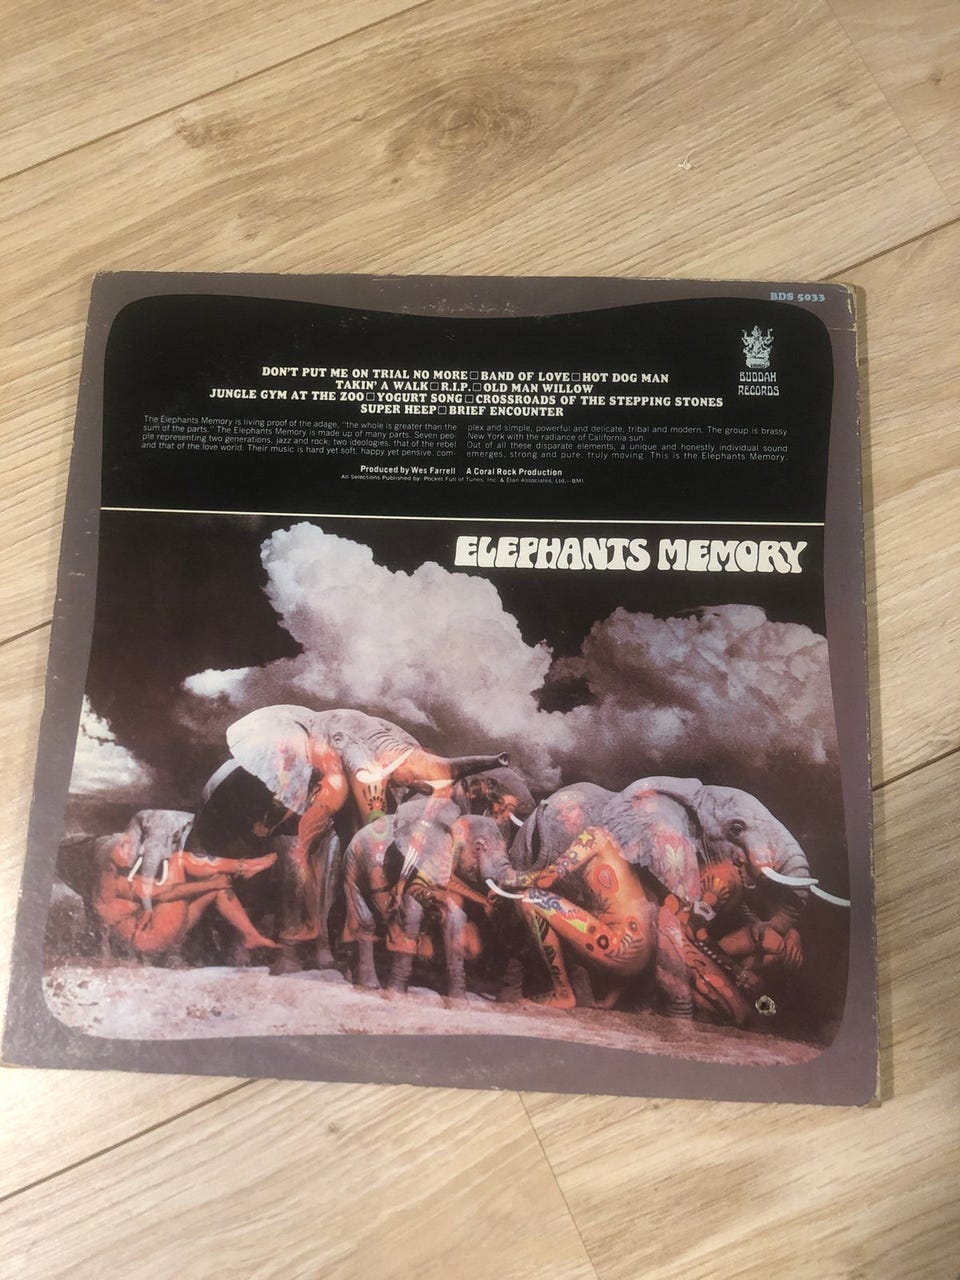 BDS 5033
BUDDAH
RECORDS
DON'T PUT ME ON TRIAL NO MORE□BAND OF LOVE□HOT DOG MAN
TAKIN' A WALK□R.I.P.□OLD MAN WILLOW
JUNGLE GYM AT THE ZOO□YOGURT SONG□CROSSROADS OF THE STEPPING STONES
SUPER HEEP□BRIEF ENCOUNTER
The Elephants Memory is living proof of the adage, "the whole is greater than the
sum of the parts." The Elephants Memory is made up of many parts. Seven peo-
ple representing two generations, jazz and rock; two ideologies, that of the rebel
and that of the love world. Their music is hard yet soft, happy yet pensive, com-
plex and simple, powerful and delicate, tribal and modern. The group is brassy
New York with the radiance of California sun.
Out of all these disparate elements, a unique and honestly individual sound
emerges, strong and pure, truly moving. This is the Elephants Memory.
Produced by Wes Farrell A Coral Rock Production
All Selections Published by: Pocket Full of Tunes, Inc. & Elan Associates, Ltd.—BMI
ELEPHANTS MEMORY